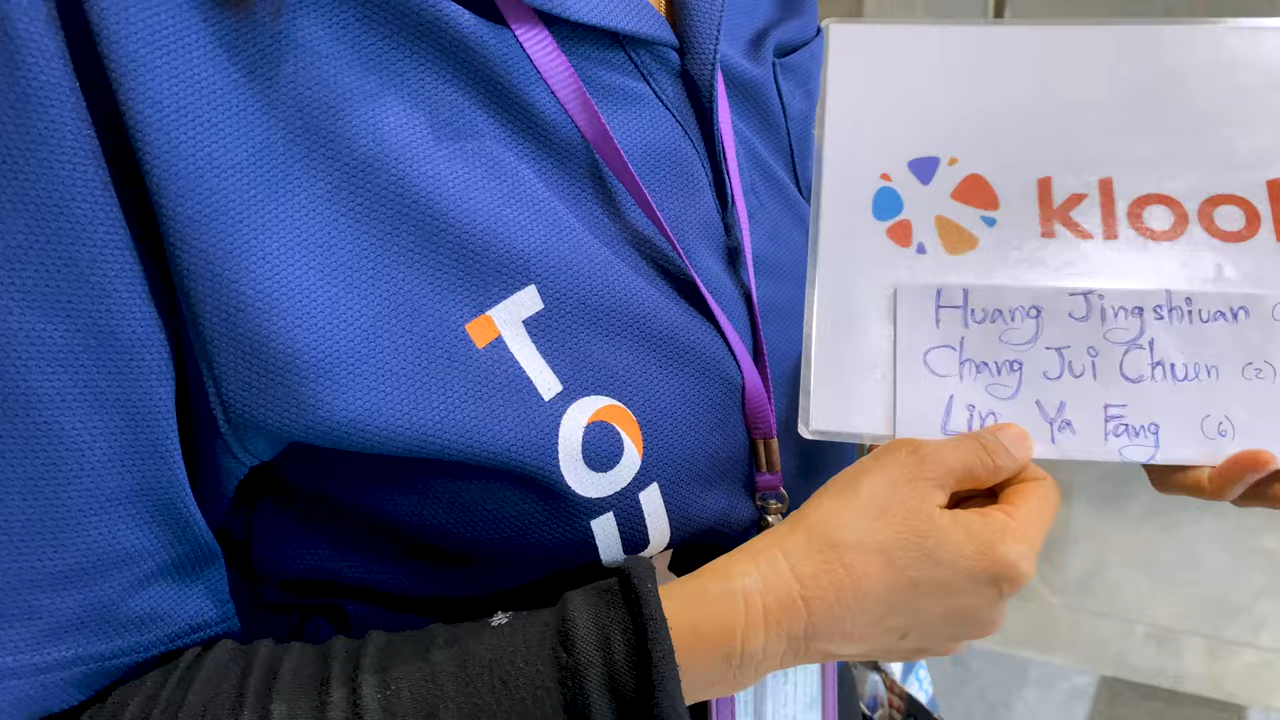 TOU
klook
Huang Jingshiuan (
Chang Jui Chuen (2)
Lin Ya Fang (6)